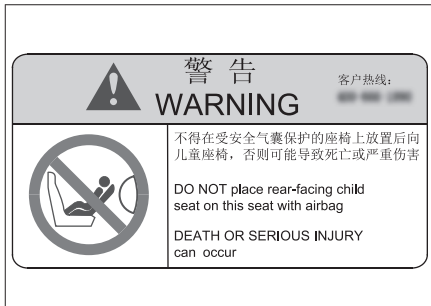 警告
WARNING
客户热线：
不得在受安全气囊保护的座椅上放置后向
儿童座椅，否则可能导致死亡或严重伤害
DO NOT place rear-facing child
seat on this seat with airbag
DEATH OR SERIOUS INJURY
can occur